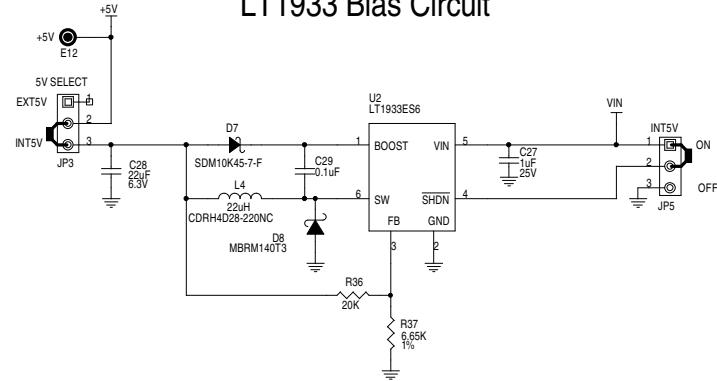 LT1933 Bias Circuit
+5V
+5V
E12
5V SELECT
EXT5V
1
2
INT5V
3
JP3
C28
22uF
6.3V
D7
SDM10K45-7-F
L4
22uH
CDRH4D28-220NC
C29
0.1uF
D8
MBRM140T3
U2
LT1933ES6
1
BOOST
VIN
5
6
SW
SHDN
4
FB
GND
3
2
R36
20K
R37
6.65K
1%
C27
1uF
25V
VIN
INT5V
1
ON
2
3
OFF
JP5